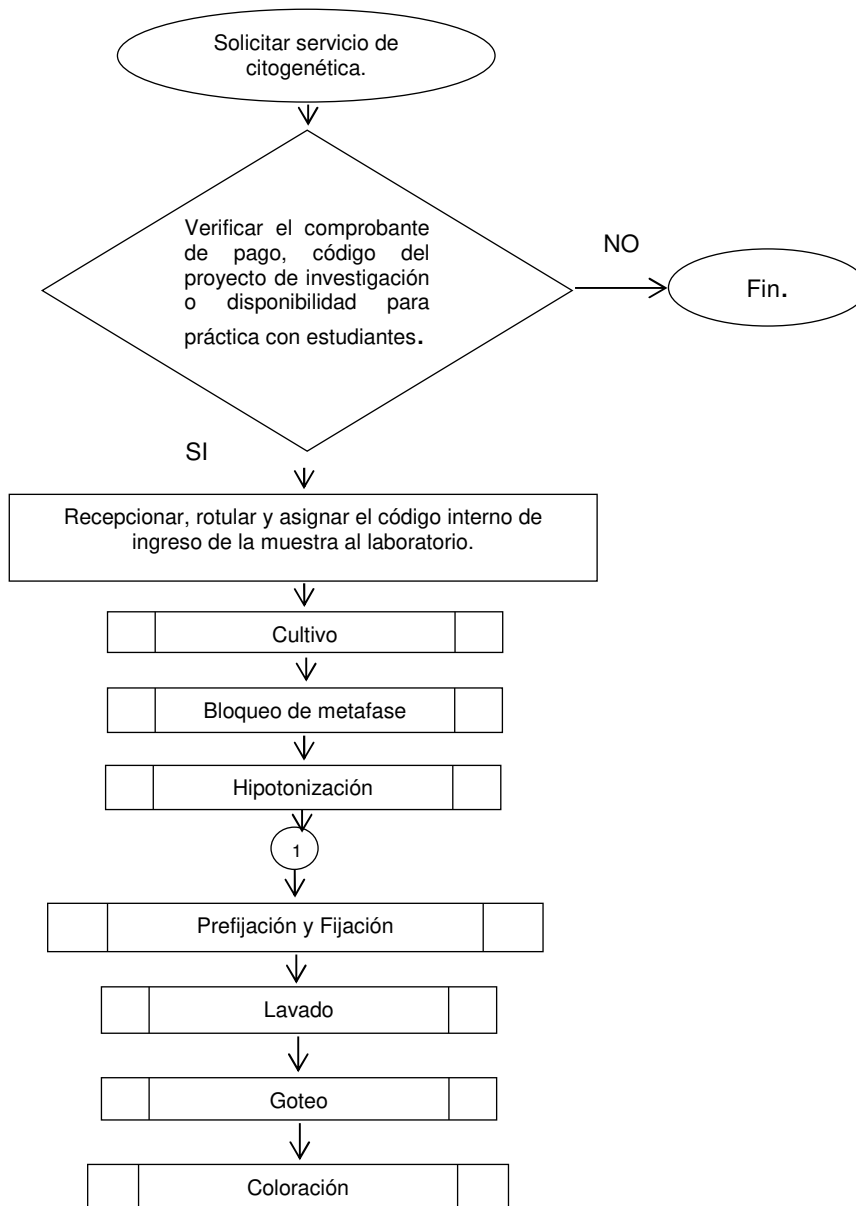 Solicitar servicio de
citogenética.
Verificar el comprobante
de pago, código del
proyecto de investigación
o disponibilidad para
práctica con estudiantes.
NO
Fin.
SI
Recepcionar, rotular y asignar el código interno de
ingreso de la muestra al laboratorio.
Cultivo
Bloqueo de metafase
Hipotonización
1
Prefijación y Fijación
Lavado
Goteo
Coloración